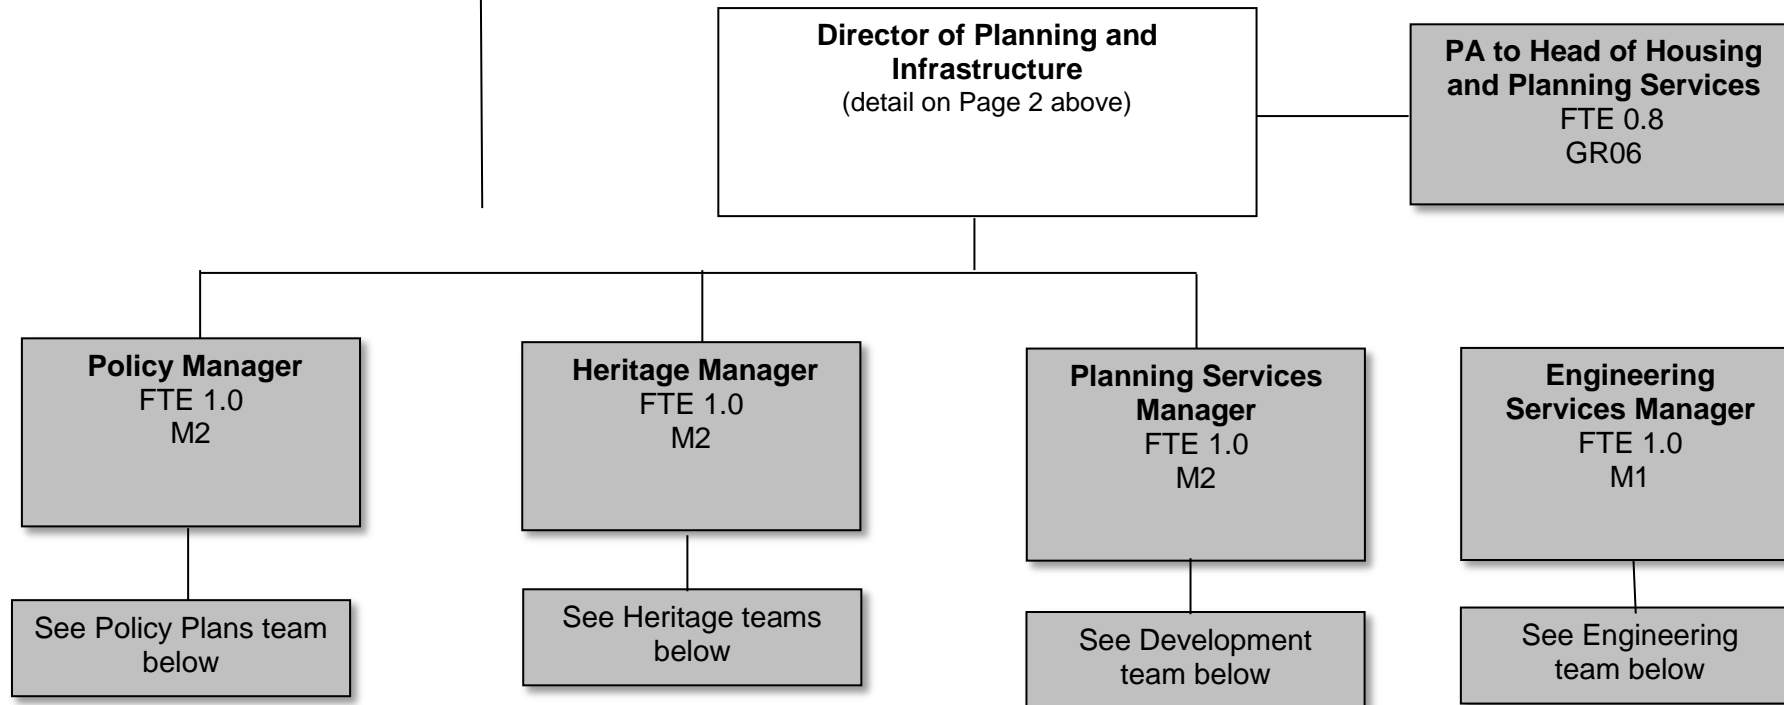 Director of Planning and
Infrastructure
(detail on Page 2 above)
PA to Head of Housing
and Planning Services
FTE 0.8
GR06
Policy Manager
FTE 1.0
M2
Heritage Manager
FTE 1.0
M2
Planning Services
Manager
FTE 1.0
M2
Engineering
Services Manager
FTE 1.0
M1
See Policy Plans team
below
See Heritage teams
below
See Development
team below
See Engineering
team below